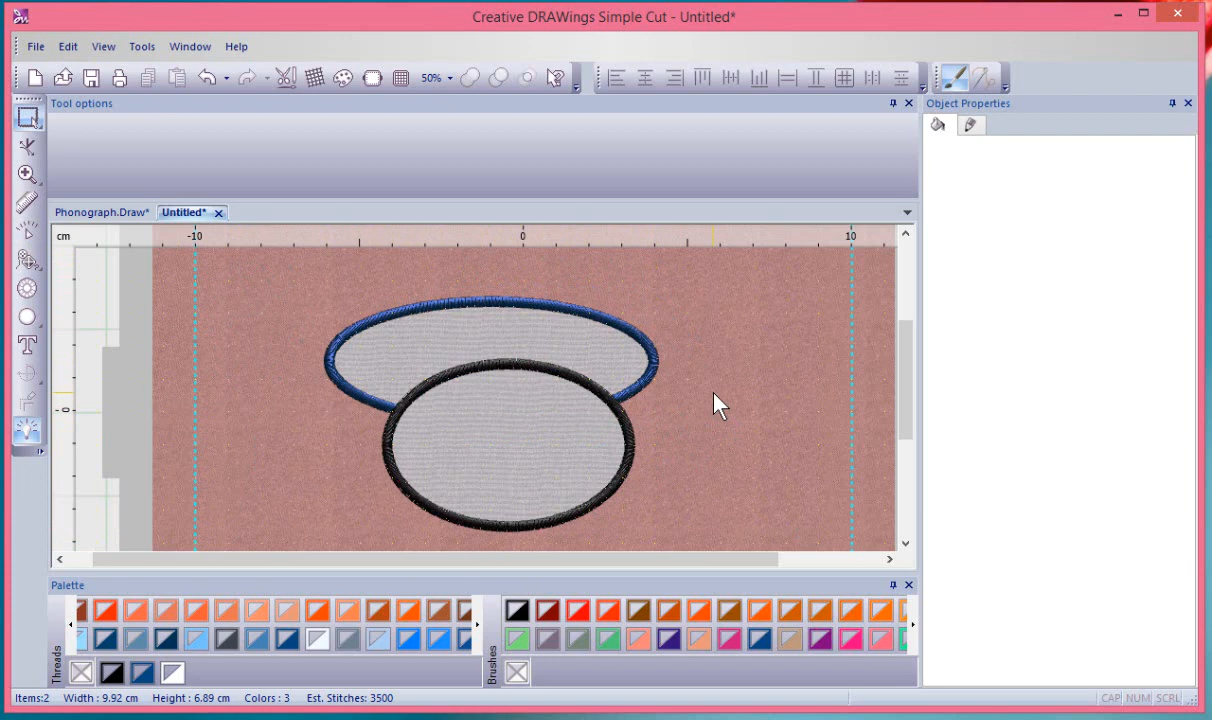 Creative DRAWings Simple Cut - Untitled*
File Edit View Tools Window Help
50%
Tool options
Object Properties
Phonograph.Draw* Untitled*
cm -10 0 10
0
Palette
Threads
Brushes
Items:2 Width : 9.92 cm Height : 6.89 cm Colors : 3 Est. Stitches: 3500 CAP NUM SCRL